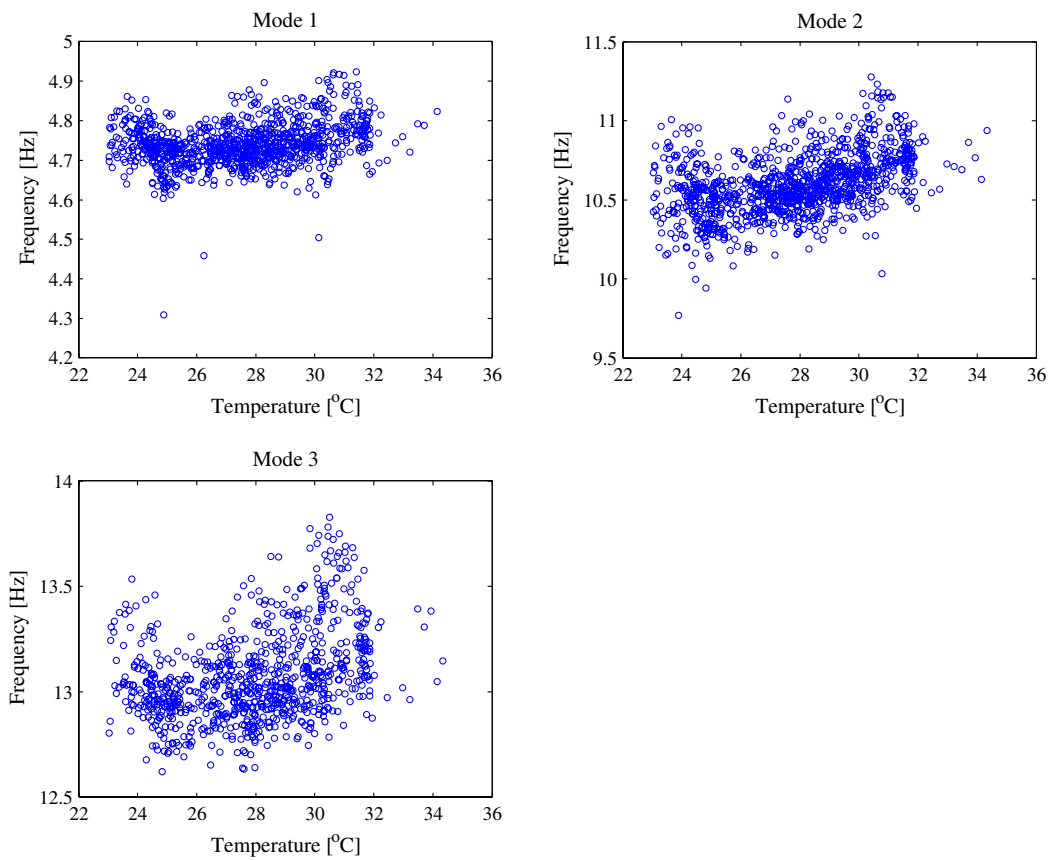 Mode 1
5
4.9
4.8
4.7
4.6
4.5
4.4
4.3
4.2
Frequency [Hz]
22 24 26 28 30 32 34 36
Temperature [°C]
Mode 2
11.5
11
10.5
10
9.5
Frequency [Hz]
22 24 26 28 30 32 34 36
Temperature [°C]
Mode 3
14
13.5
13
12.5
Frequency [Hz]
22 24 26 28 30 32 34 36
Temperature [°C]